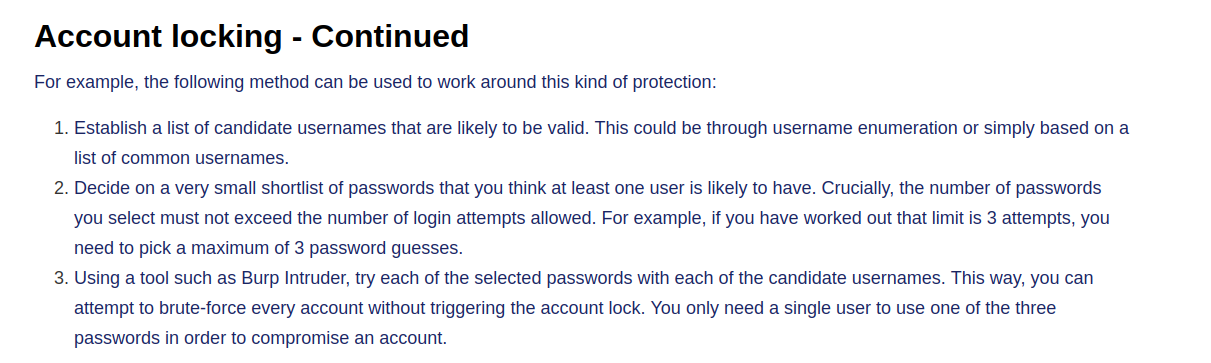 Account locking - Continued
For example, the following method can be used to work around this kind of protection:
1. Establish a list of candidate usernames that are likely to be valid. This could be through username enumeration or simply based on a
list of common usernames.
2. Decide on a very small shortlist of passwords that you think at least one user is likely to have. Crucially, the number of passwords
you select must not exceed the number of login attempts allowed. For example, if you have worked out that limit is 3 attempts, you
need to pick a maximum of 3 password guesses.
3. Using a tool such as Burp Intruder, try each of the selected passwords with each of the candidate usernames. This way, you can
attempt to brute-force every account without triggering the account lock. You only need a single user to use one of the three
passwords in order to compromise an account.